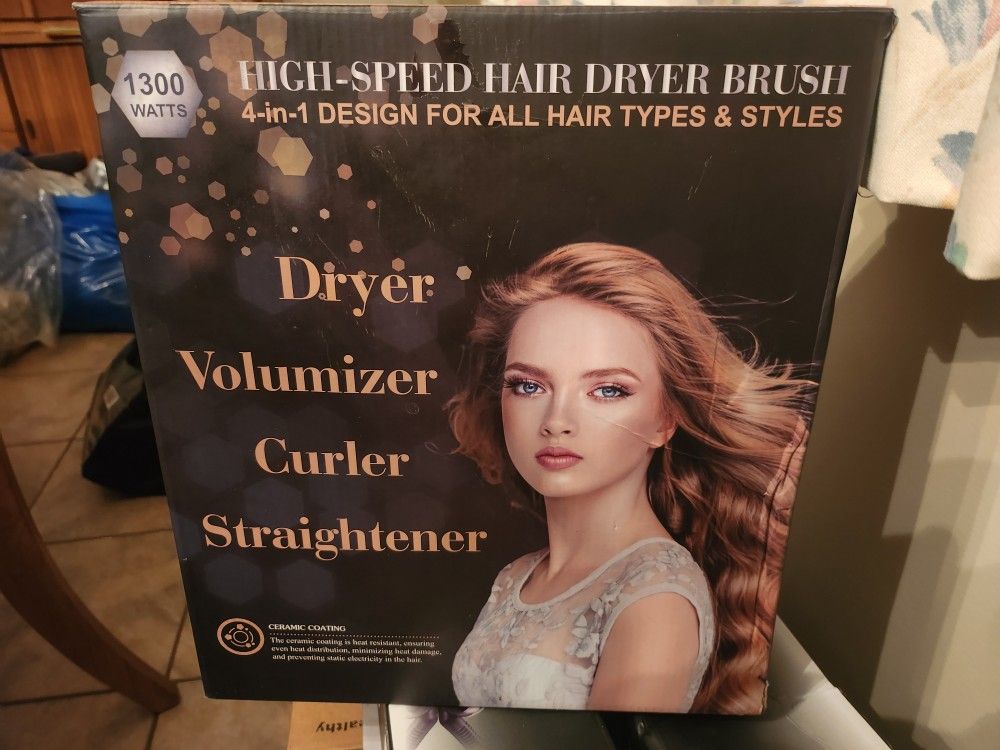 1300
WATTS
HIGH-SPEED HAIR DRYER BRUSH
4-in-1 DESIGN FOR ALL HAIR TYPES & STYLES
Dryer
Volumizer
Curler
Straightener
CERAMIC COATING
The ceramic coating is heat resistant, ensuring
even heat distribution, minimizing heat damage,
and preventing static electricity in the hair.
ealthy